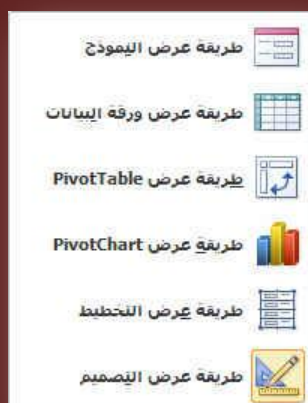 طريقة عرض النموذج
طريقة عرض ورقة البيانات
طريقة عرض PivotTable
طريقة عرض PivotChart
طريقة عرض التخطيط
طريقة عرض التصميم